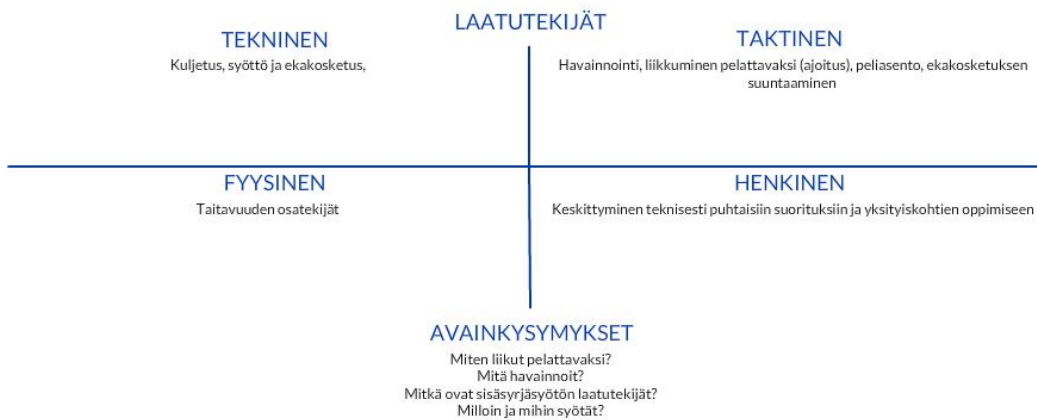 LAATUTEKIJÄT
TEKNINEN
Kuljetus, syöttö ja ekakosketus,
TAKTINEN
Havainnointi, liikkuminen pelattavaksi (ajoitus), peliasento, ekakosketuksen
suuntaaminen
FYYSINEN
Taitavuuden osatekijät
HENKINEN
Keskittyminen teknisesti puhtaisiin suorituksiin ja yksityiskohtien oppimiseen
AVAINKYSYMYKSET
Miten liikut pelattavaksi?
Mitä havainnoit?
Mitkä ovat sisäsyrjäsyötön laatutekijät?
Milloin ja mihin syötät?